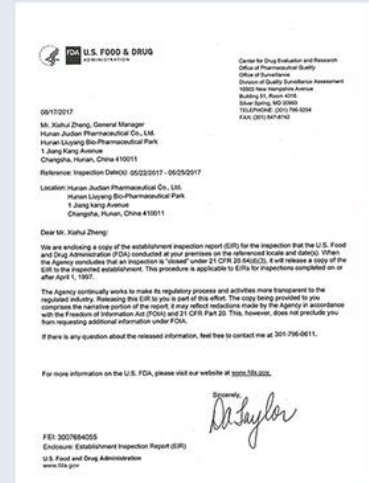 FDA U.S. FOOD & DRUG
ADMINISTRATION
Center for Drug Evaluation and Research
Office of Pharmaceutical Quality
Office of Surveillance
Division of Quality Surveillance Assessment
10903 New Hampshire Avenue
Building 51, Room 4316
Silver Spring, MD 20993
TELEPHONE: (301) 796-3254
FAX: (301) 847-8742
08/17/2017
Mr. Xiahui Zheng, General Manager
Hunan Jiudian Pharmaceutical Co., Ltd.
Hunan Liuyang Bio-Pharmaceutical Park
1 Jiang Kang Avenue
Changsha, Hunan, China 410011
Reference: Inspection Date(s): 05/22/2017 - 05/25/2017
Location: Hunan Jiudian Pharmaceutical Co., Ltd.
Hunan Liuyang Bio-Pharmaceutical Park
1 Jiang kang Avenue
Changsha, Hunan, China 410011
Dear Mr. Xiahui Zheng:
We are enclosing a copy of the establishment inspection report (EIR) for the inspection that the U.S. Food
and Drug Administration (FDA) conducted at your premises on the referenced locale and date(s). When
the Agency concludes that an inspection is "closed" under 21 CFR 20.64(d)(3), it will release a copy of the
EIR to the inspected establishment. This procedure is applicable to EIRs for inspections completed on or
after April 1, 1997.
The Agency continually works to make its regulatory process and activities more transparent to the
regulated industry. Releasing this EIR to you is part of this effort. The copy being provided to you
comprises the narrative portion of the report; it may reflect redactions made by the Agency in accordance
with the Freedom of Information Act (FOIA) and 21 CFR Part 20. This, however, does not preclude you
from requesting additional information under FOIA.
If there is any question about the released information, feel free to contact me at 301-796-0611.
For more information on the U.S. FDA, please visit our website at www.fda.gov.
Sincerely,
DaTaylor
FEI: 3007684055
Enclosure: Establishment Inspection Report (EIR)
U.S. Food and Drug Administration
www.fda.gov